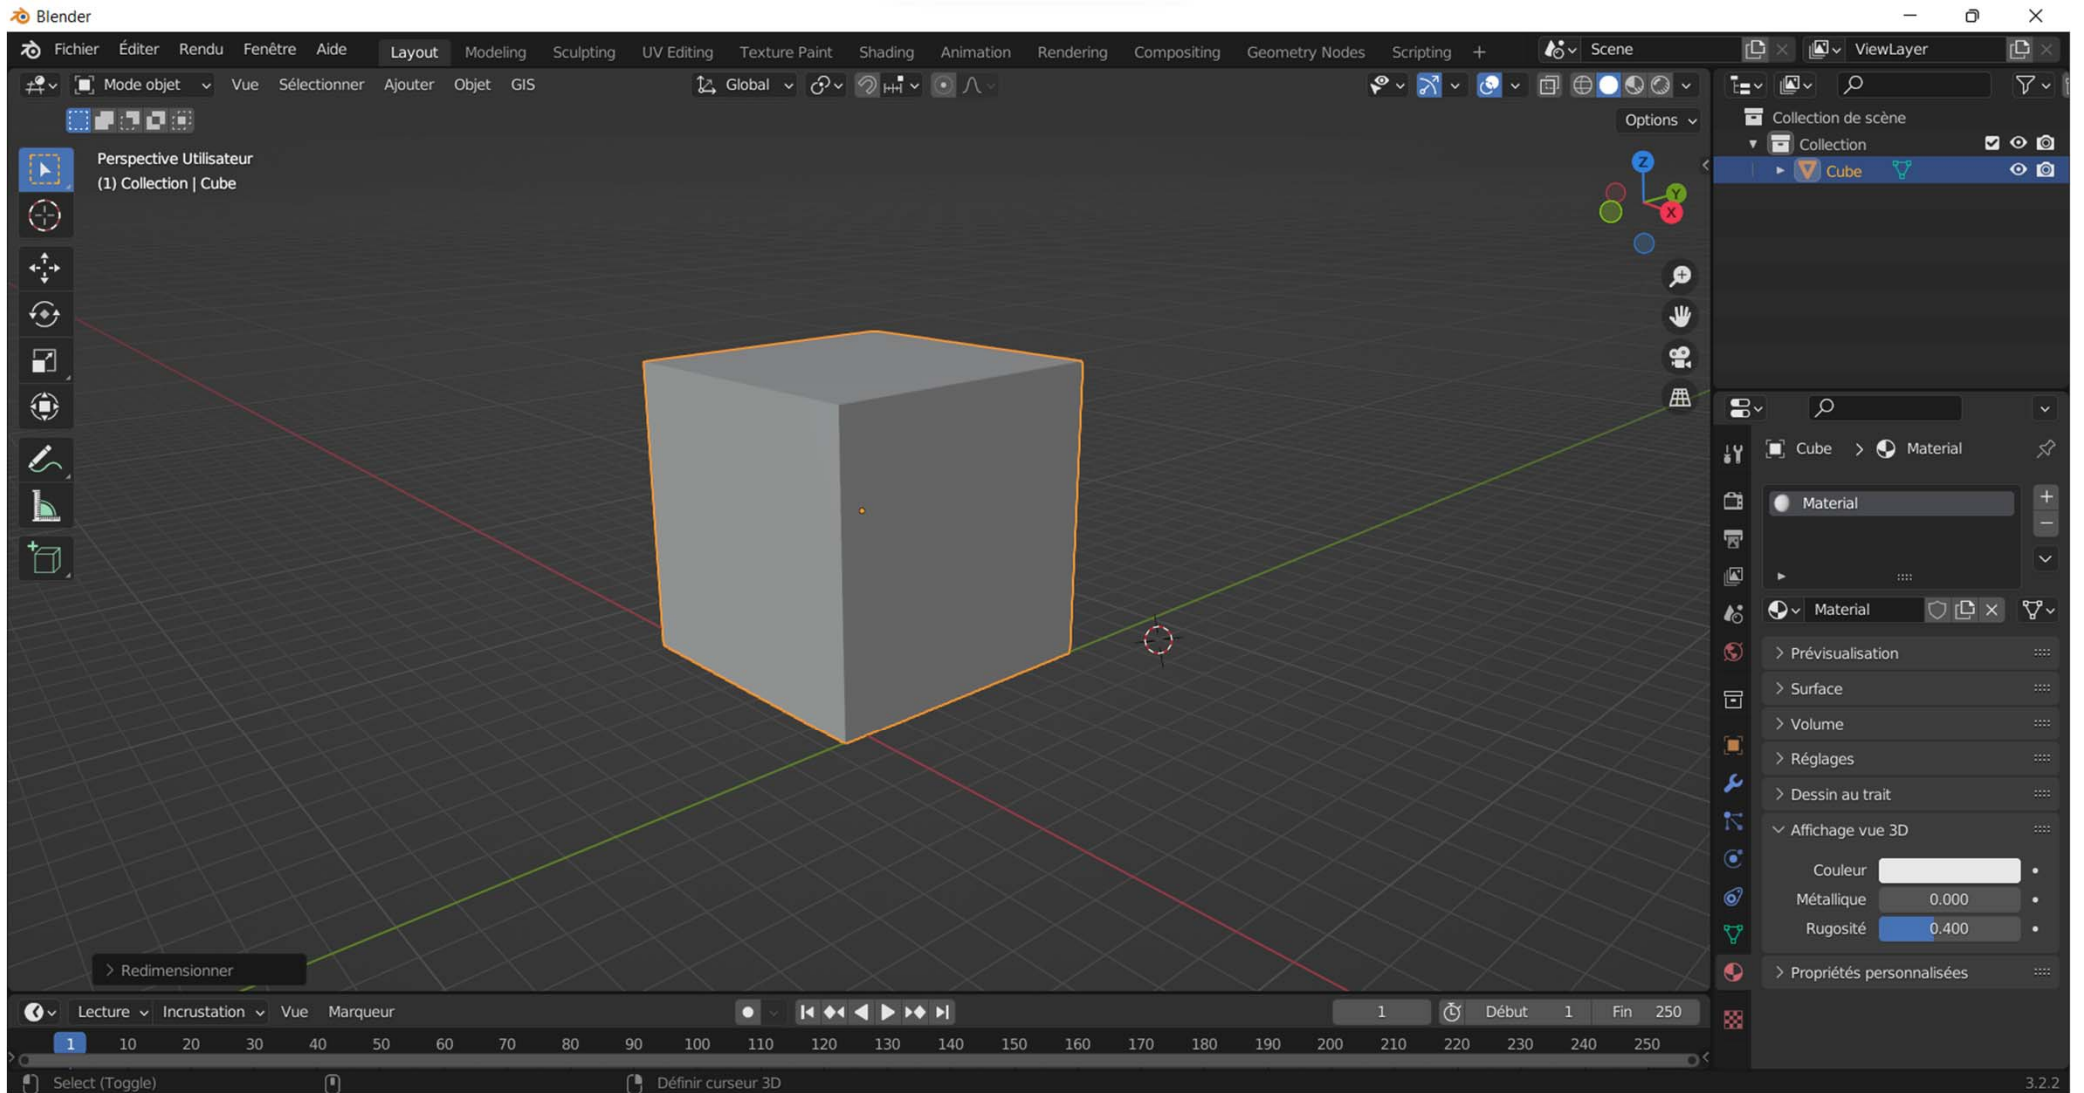 Blender
Fichier Éditer Rendu Fenêtre Aide Layout Modeling Sculpting UV Editing Texture Paint Shading Animation Rendering Compositing Geometry Nodes Scripting + Scene ViewLayer
Mode objet Vue Sélectionner Ajouter Objet GIS Global
Options
Perspective Utilisateur
(1) Collection | Cube
Z
Y
X
Collection de scène
Collection
Cube
Cube > Material
Material
Material
> Prévisualisation
> Surface
> Volume
> Réglages
> Dessin au trait
Affichage vue 3D
Couleur
Métallique 0.000
Rugosité 0.400
> Propriétés personnalisées
> Redimensionner
Lecture Incrustation Vue Marqueur 1 Début 1 Fin 250
1 10 20 30 40 50 60 70 80 90 100 110 120 130 140 150 160 170 180 190 200 210 220 230 240 250
Select (Toggle) Définir curseur 3D 3.2.2